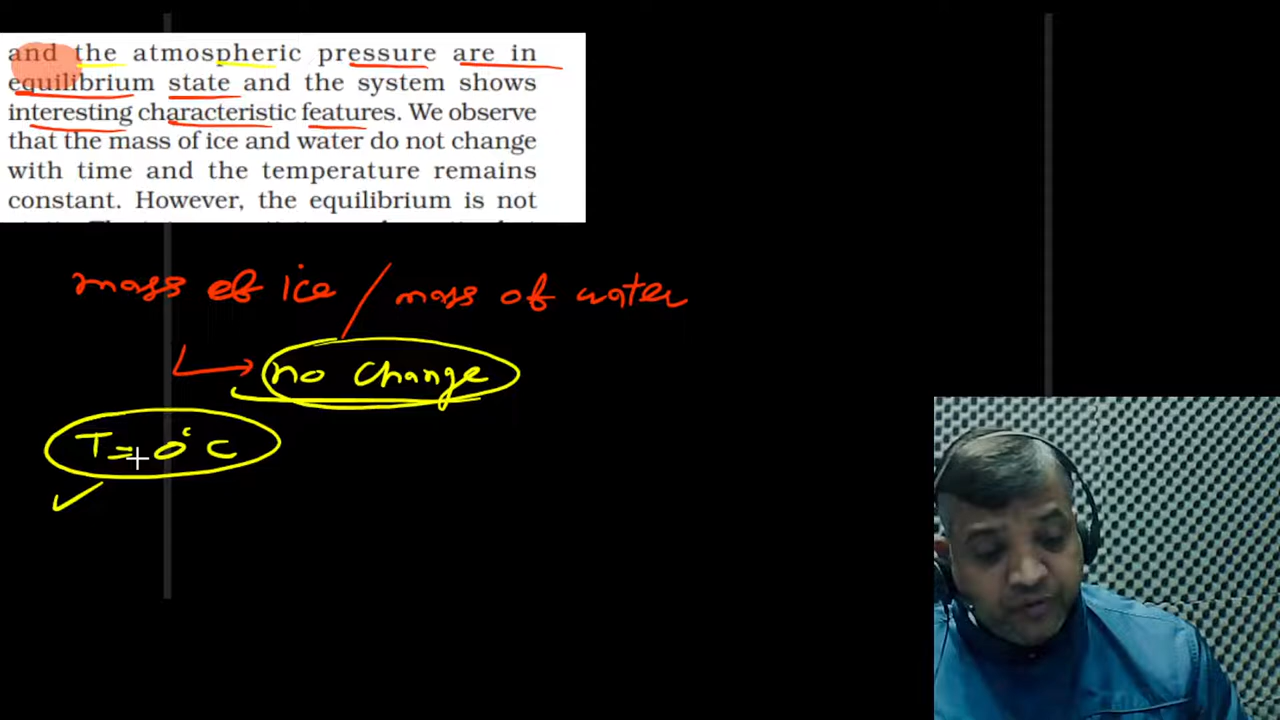 and the atmospheric pressure are in
equilibrium state and the system shows
interesting characteristic features. We observe
that the mass of ice and water do not change
with time and the temperature remains
constant. However, the equilibrium is not
mass of ice / mass of water
no change
T = 0°C